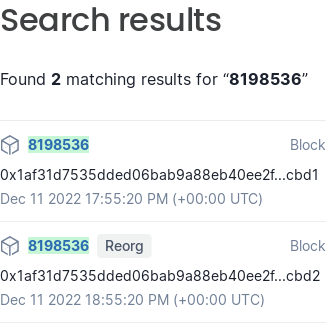 Search results
Found 2 matching results for “8198536”
8198536 Block
0x1af31d7535dded06bab9a88eb40ee2f...cbd1
Dec 11 2022 17:55:20 PM (+00:00 UTC)
8198536 Reorg Block
0x1af31d7535dded06bab9a88eb40ee2f...cbd2
Dec 11 2022 18:55:20 PM (+00:00 UTC)